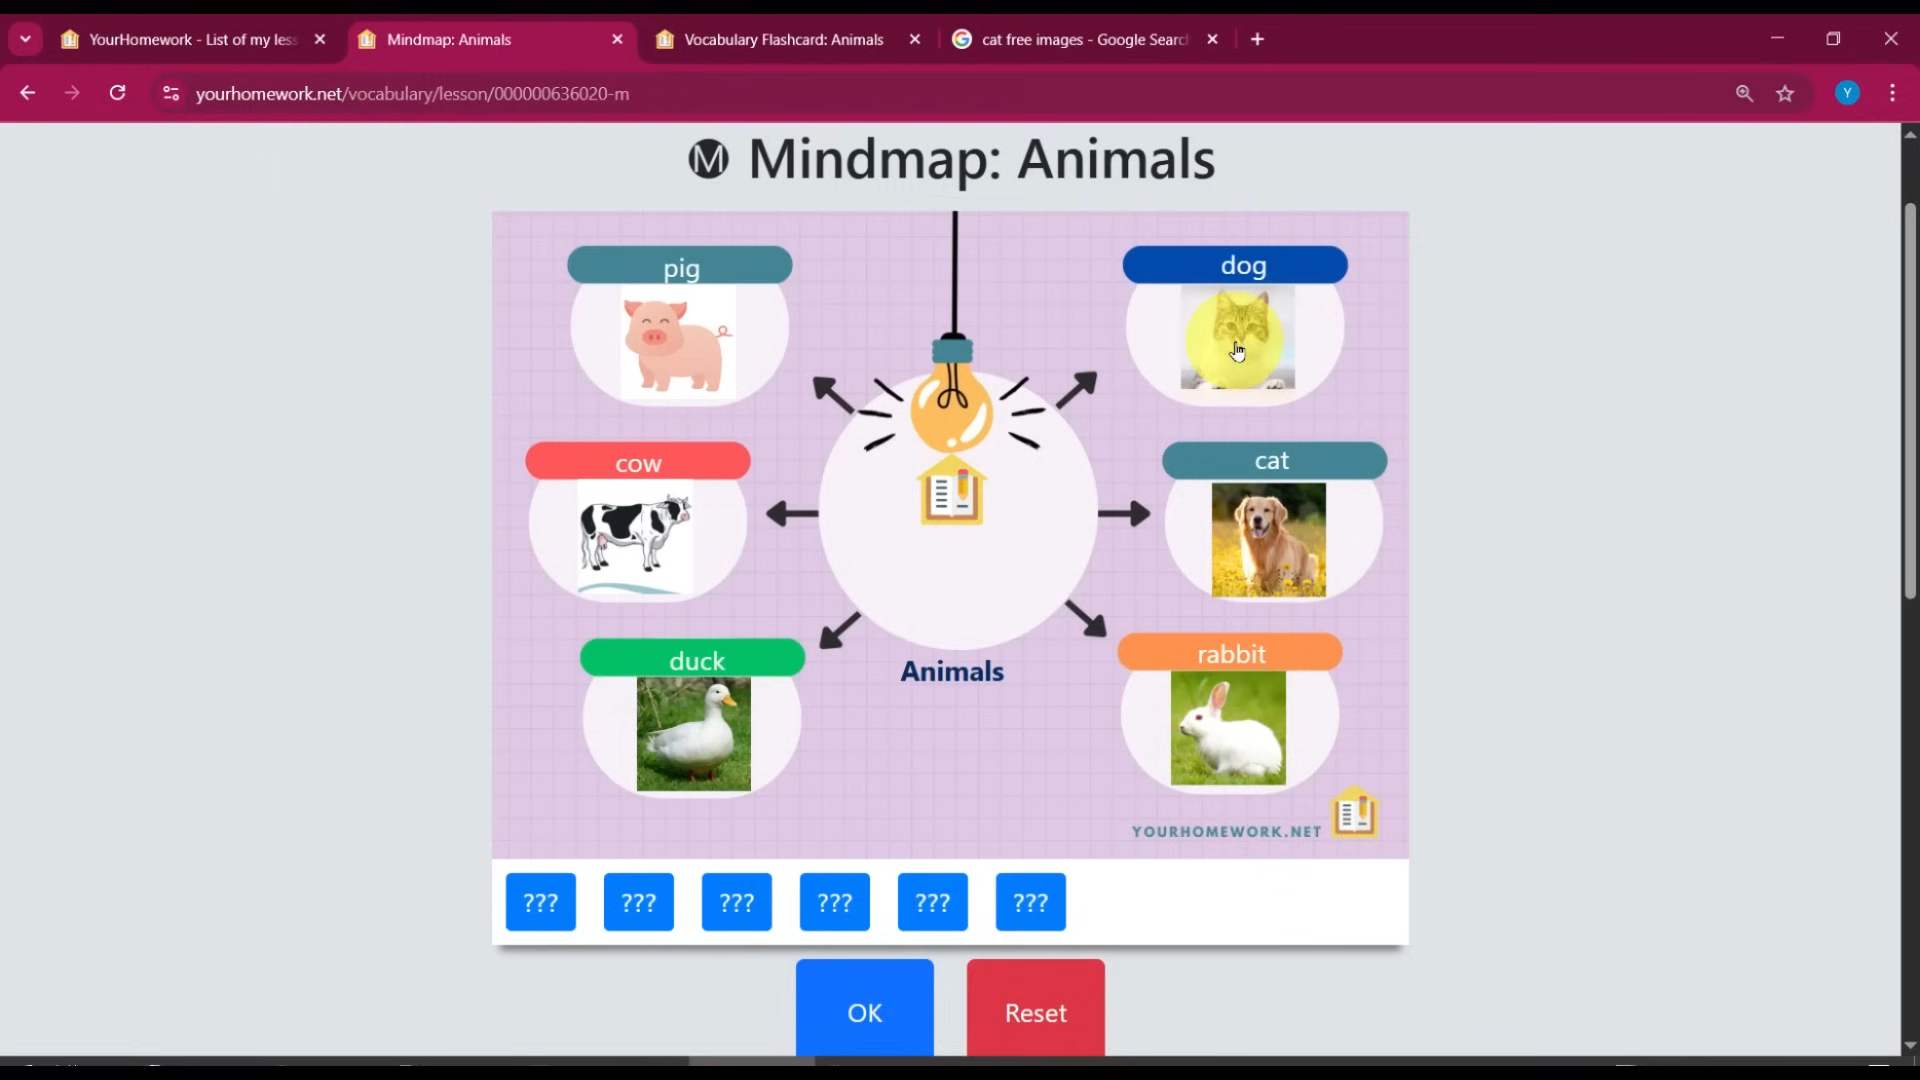 YourHomework - List of my less
Mindmap: Animals
Vocabulary Flashcard: Animals
cat free images - Google Search
yourhomework.net/vocabulary/lesson/000000636020-m
Y
M Mindmap: Animals
pig
dog
cow
cat
duck
Animals
rabbit
YOURHOMEWORK.NET
??? ??? ??? ??? ??? ???
OK
Reset